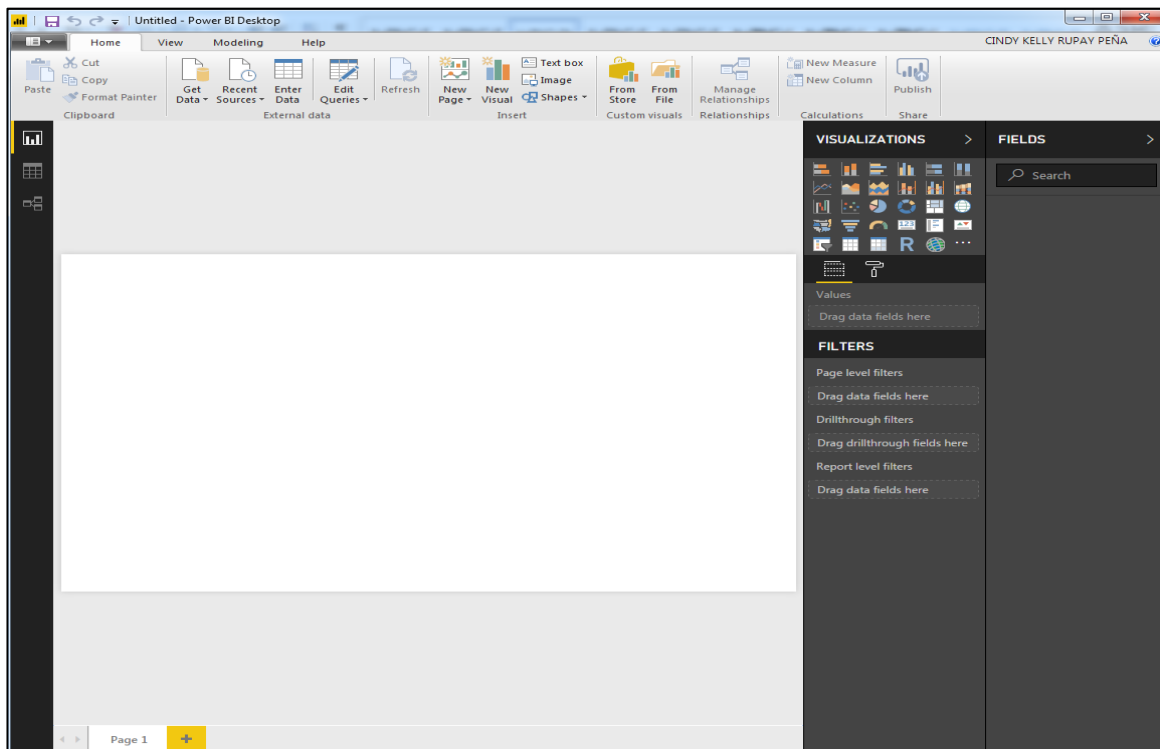 Untitled - Power BI Desktop
Home View Modeling Help CINDY KELLY RUPAY PEÑA
Paste
Cut
Copy
Format Painter
Clipboard
Get Data
Recent Sources
Enter Data
Edit Queries
External data
Refresh
New Page
New Visual
Text box
Image
Shapes
Insert
From Store
From File
Custom visuals
Manage Relationships
Relationships
New Measure
New Column
Calculations
Publish
Share
VISUALIZATIONS
123
R
Values
Drag data fields here
FILTERS
Page level filters
Drag data fields here
Drillthrough filters
Drag drillthrough fields here
Report level filters
Drag data fields here
FIELDS
Search
Page 1